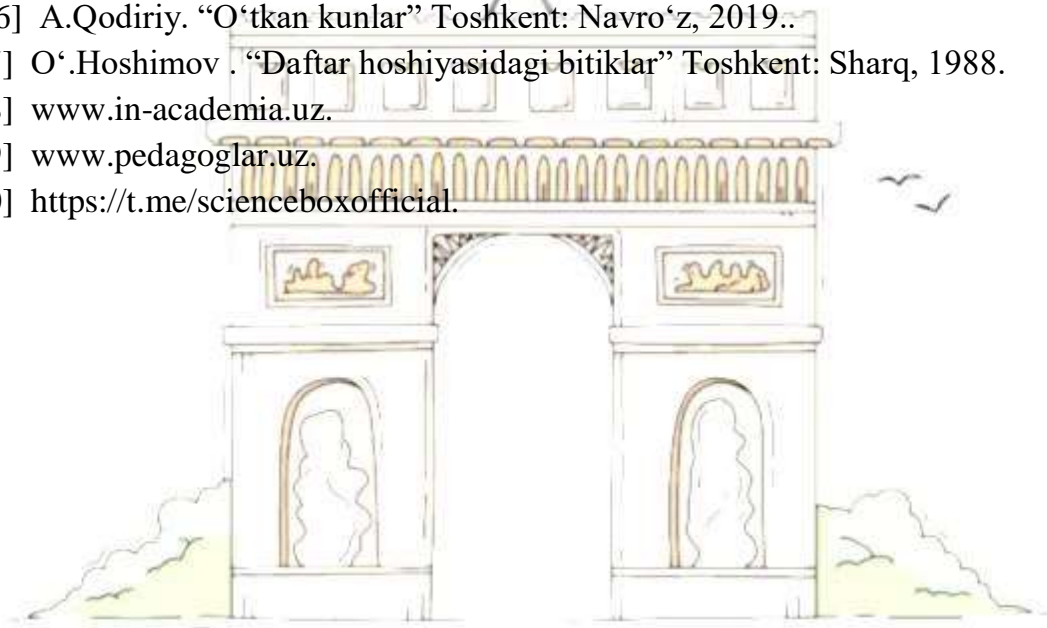 6] A.Qodiriy. “O‘tkan kunlar” Toshkent: Navro‘z, 2019..
] O‘.Hoshimov . “Daftar hoshiyasidagi bitiklar” Toshkent: Sharq, 1988.
] www.in-academia.uz.
] www.pedagoglar.uz.
] https://t.me/scienceboxofficial.